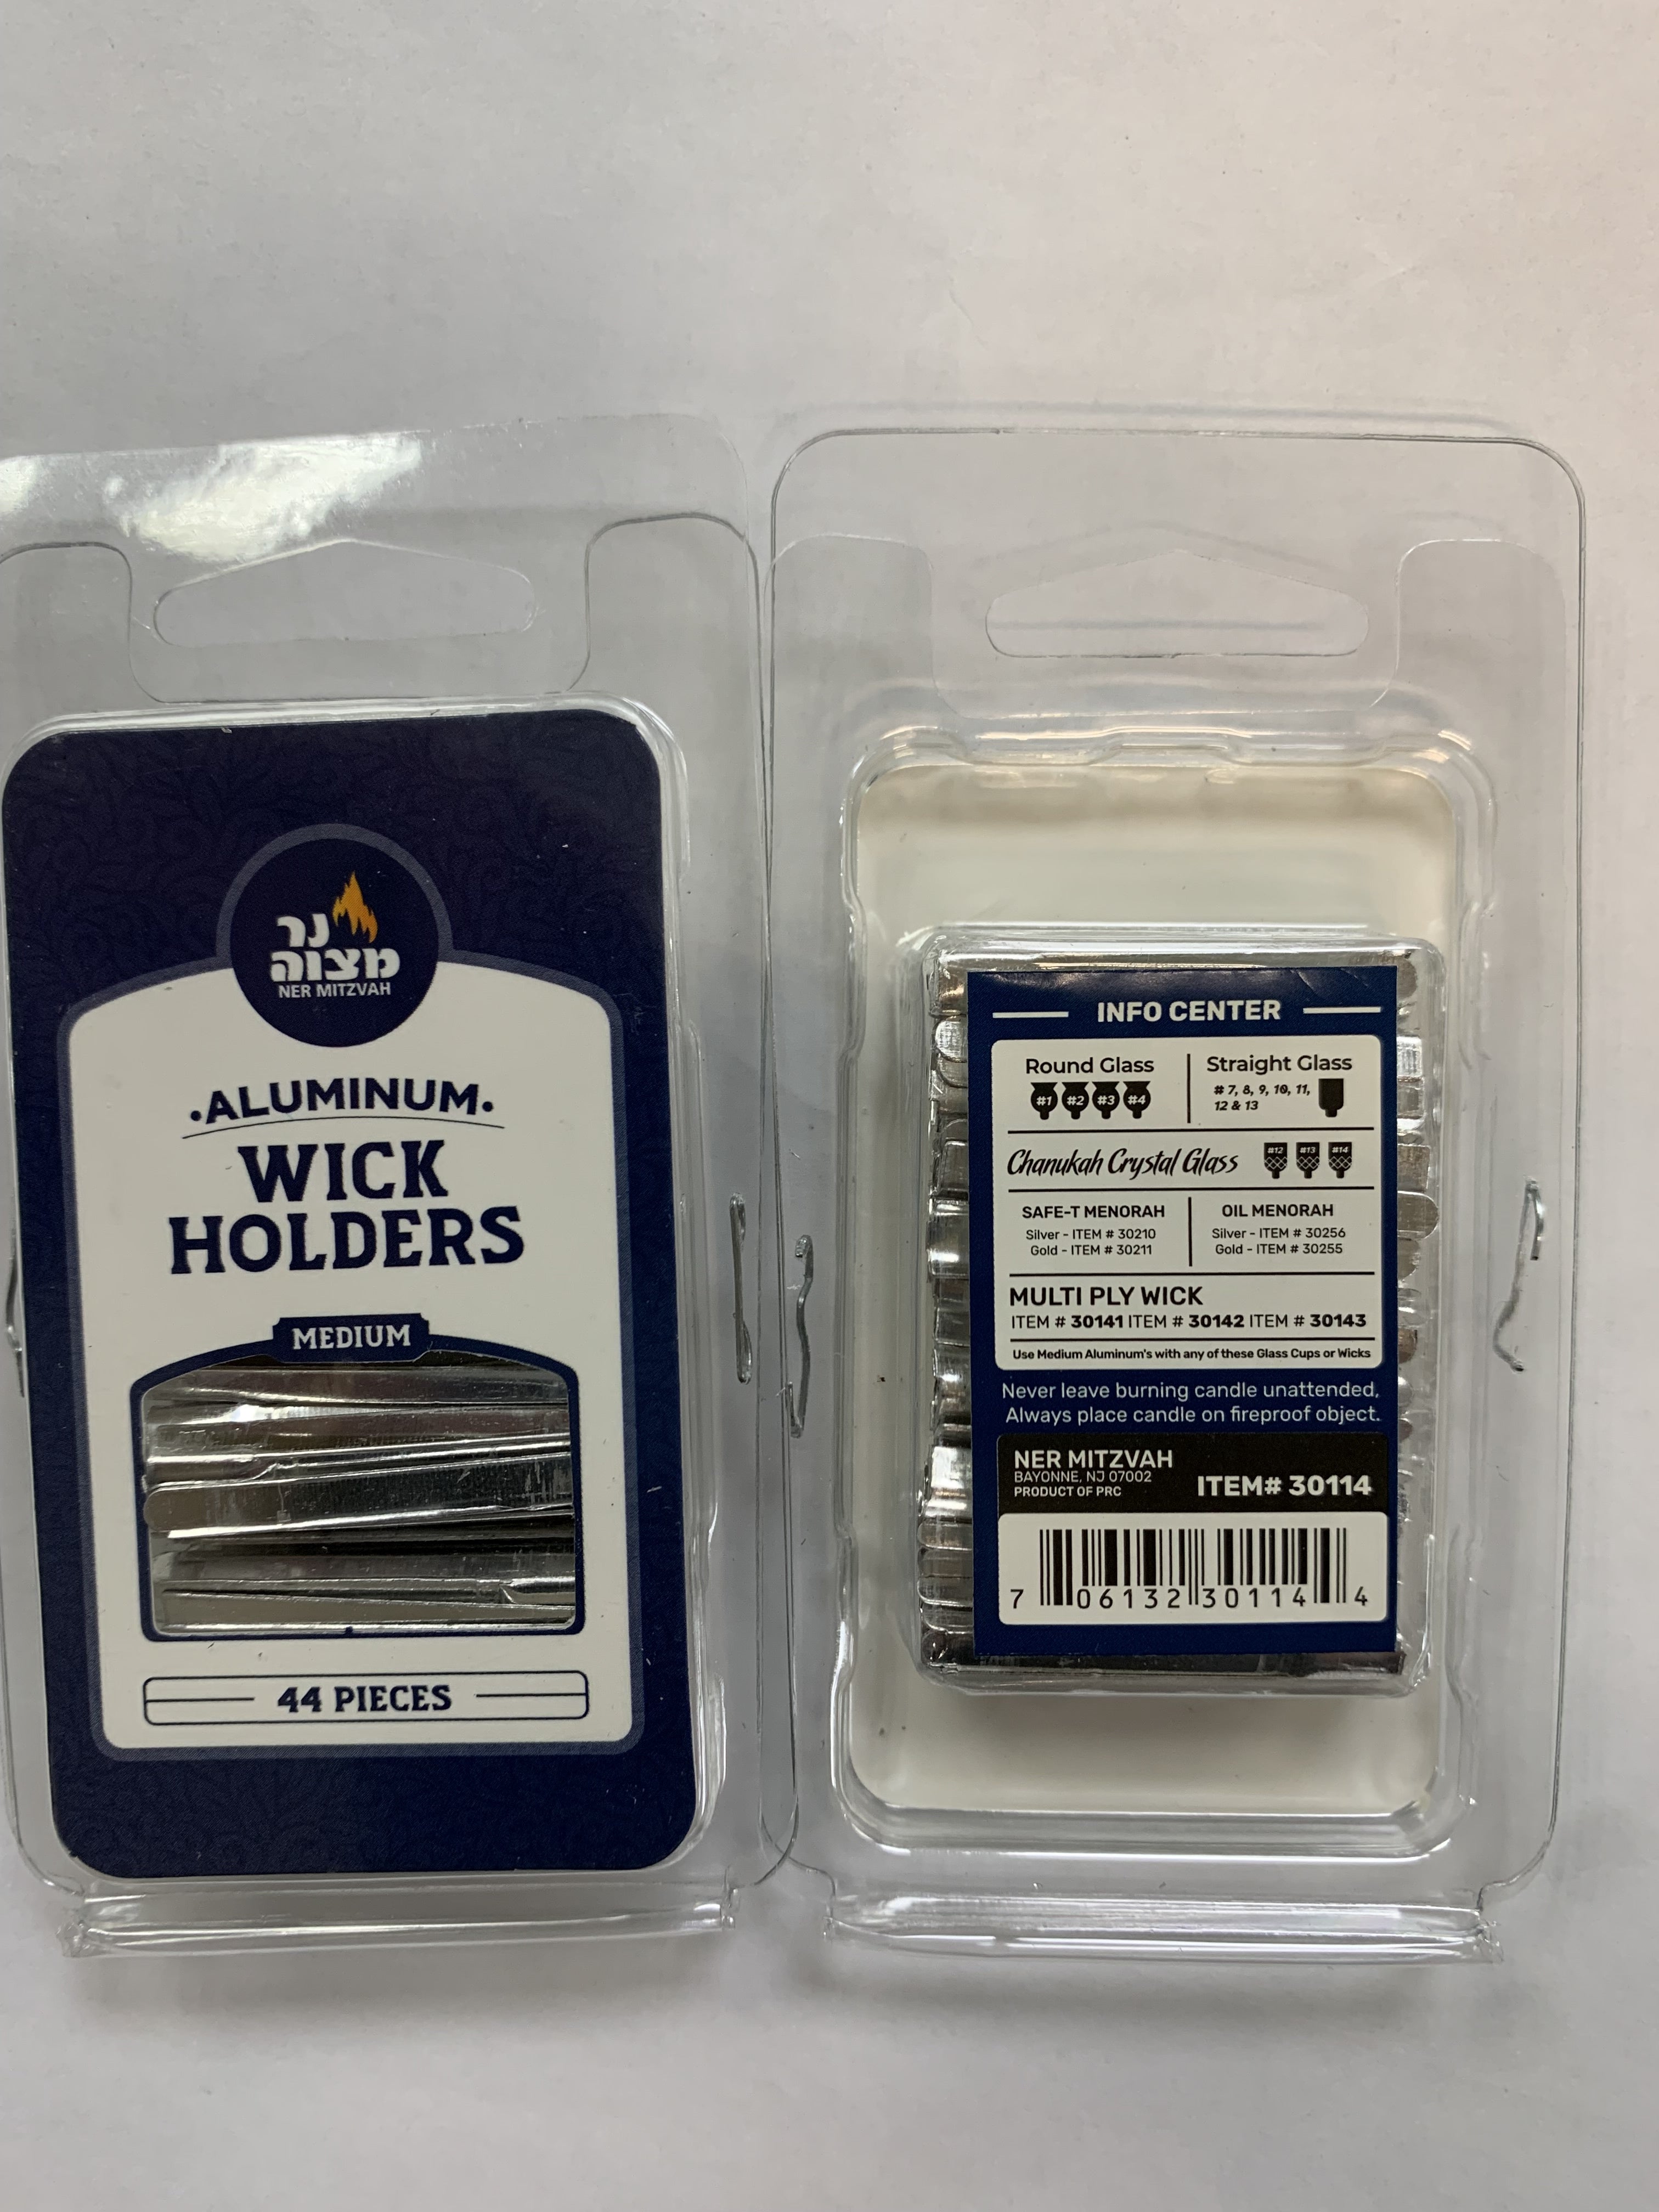 נר
מצוה
NER MITZVAH
·ALUMINUM·
WICK
HOLDERS
MEDIUM
44 PIECES
INFO CENTER
Round Glass
#1 #2 #3 #4
Straight Glass
# 7, 8, 9, 10, 11,
12 & 13
Chanukah Crystal Glass
#12 #13 #14
SAFE-T MENORAH
Silver - ITEM # 30210
Gold - ITEM # 30211
OIL MENORAH
Silver - ITEM # 30256
Gold - ITEM # 30255
MULTI PLY WICK
ITEM # 30141 ITEM # 30142 ITEM # 30143
Use Medium Aluminum's with any of these Glass Cups or Wicks
Never leave burning candle unattended,
Always place candle on fireproof object.
NER MITZVAH
BAYONNE, NJ 07002
PRODUCT OF PRC
ITEM# 30114
7 06132 30114 4